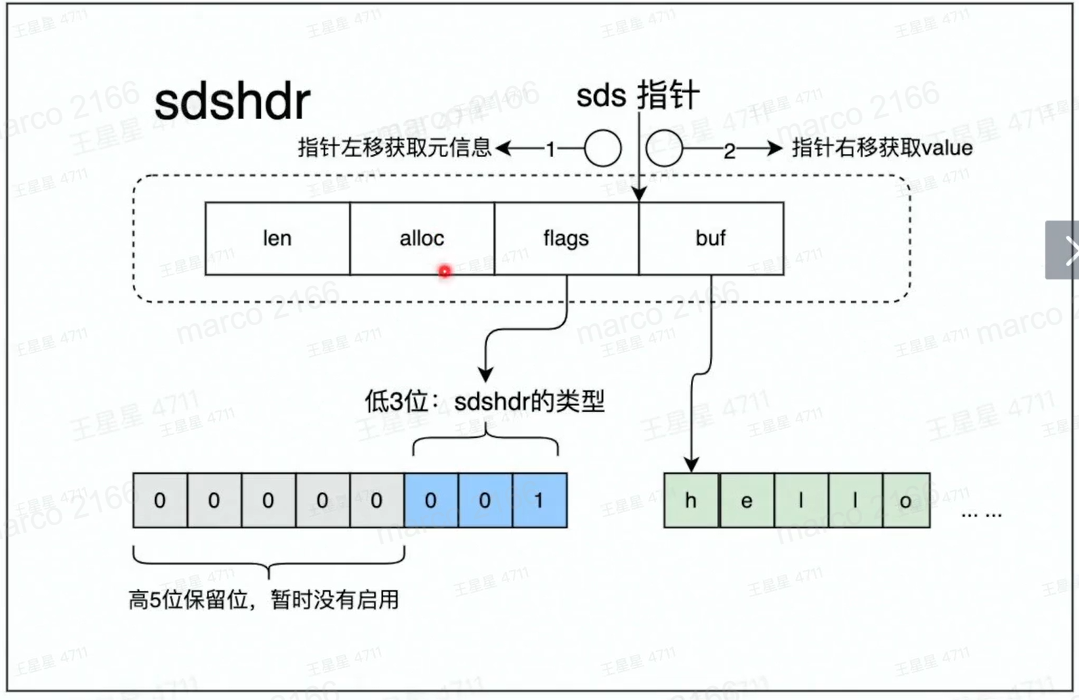 sdshdr
sds 指针
指针左移获取元信息
1
2
指针右移获取value
len
alloc
flags
buf
低3位：sdshdr的类型
0 0 0 0 0 0 0 1
h e l l o
... ...
高5位保留位，暂时没有启用
marco 2166
王星星 4711